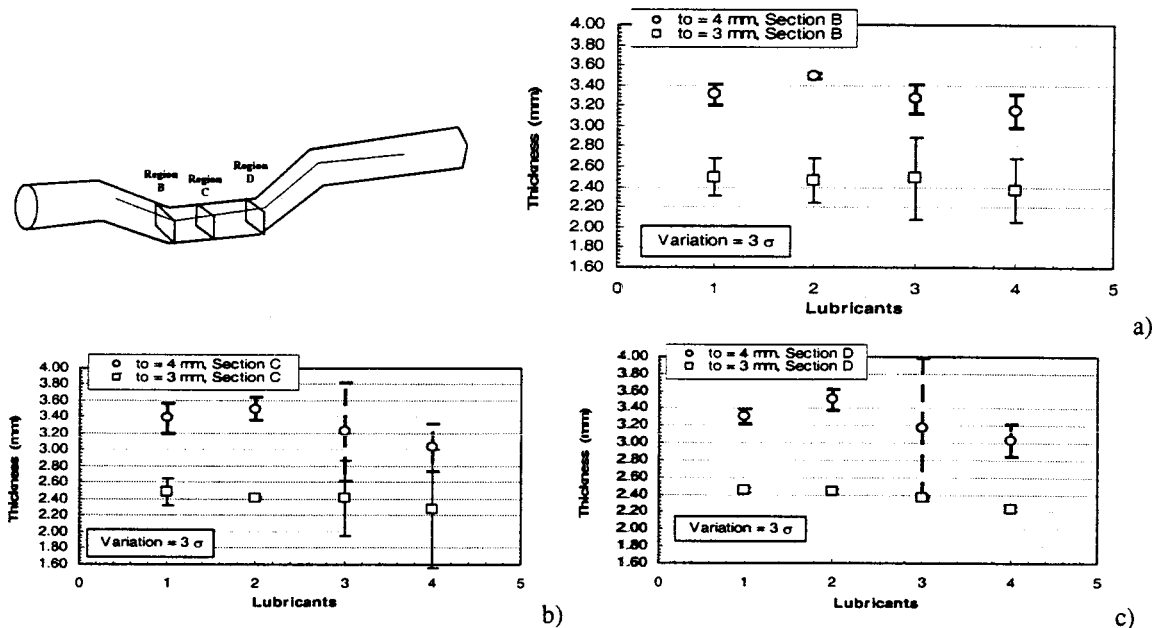 Region
B
Region
C
Region
D
to = 4 mm, Section B
to = 3 mm, Section B
4.00
3.80
3.60
3.40
3.20
3.00
2.80
2.60
2.40
2.20
2.00
1.80
1.60
Thickness (mm)
Variation = 3 σ
0
1
2
3
4
5
Lubricants
a)
to = 4 mm, Section C
to = 3 mm, Section C
4.00
3.80
3.60
3.40
3.20
3.00
2.80
2.60
2.40
2.20
2.00
1.80
1.60
Thickness (mm)
Variation = 3 σ
0
1
2
3
4
5
Lubricants
b)
to = 4 mm, Section D
to = 3 mm, Section D
4.00
3.80
3.60
3.40
3.20
3.00
2.80
2.60
2.40
2.20
2.00
1.80
1.60
Thickness (mm)
Variation = 3 σ
0
1
2
3
4
5
Lubricants
c)